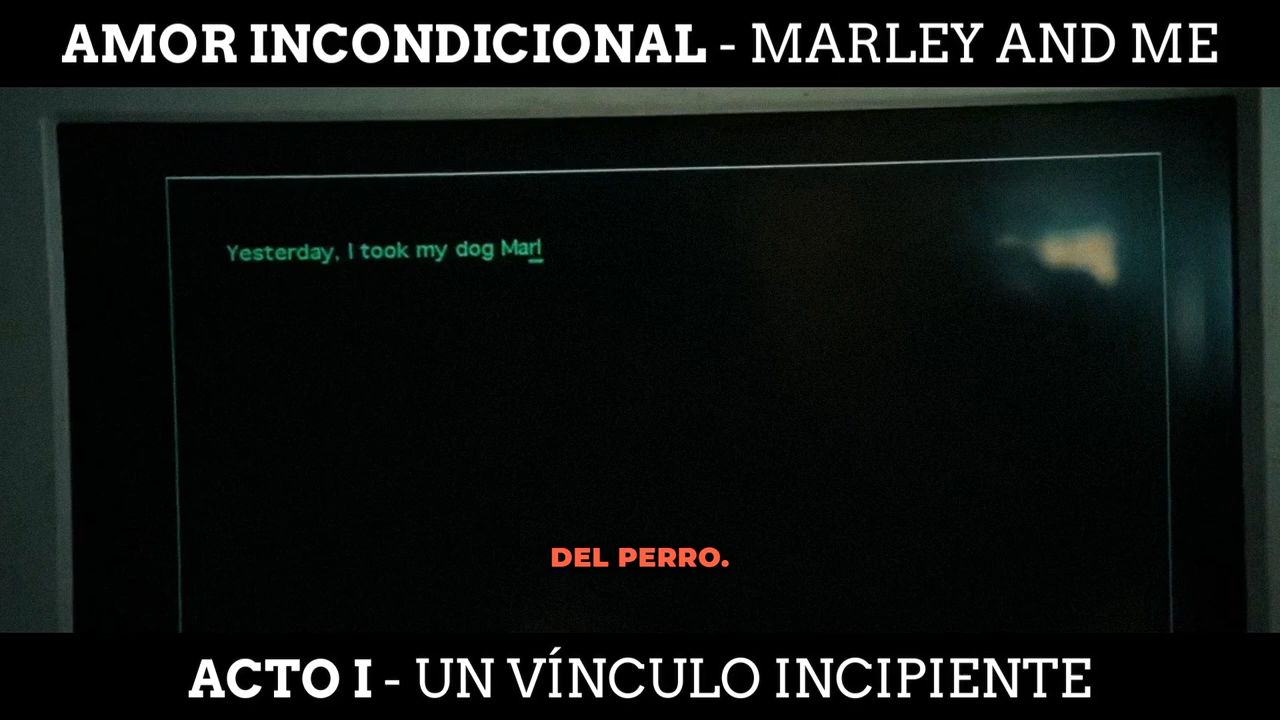 AMOR INCONDICIONAL - MARLEY AND ME
Yesterday, I took my dog Marl
DEL PERRO.
ACTO I - UN VÍNCULO INCIPIENTE